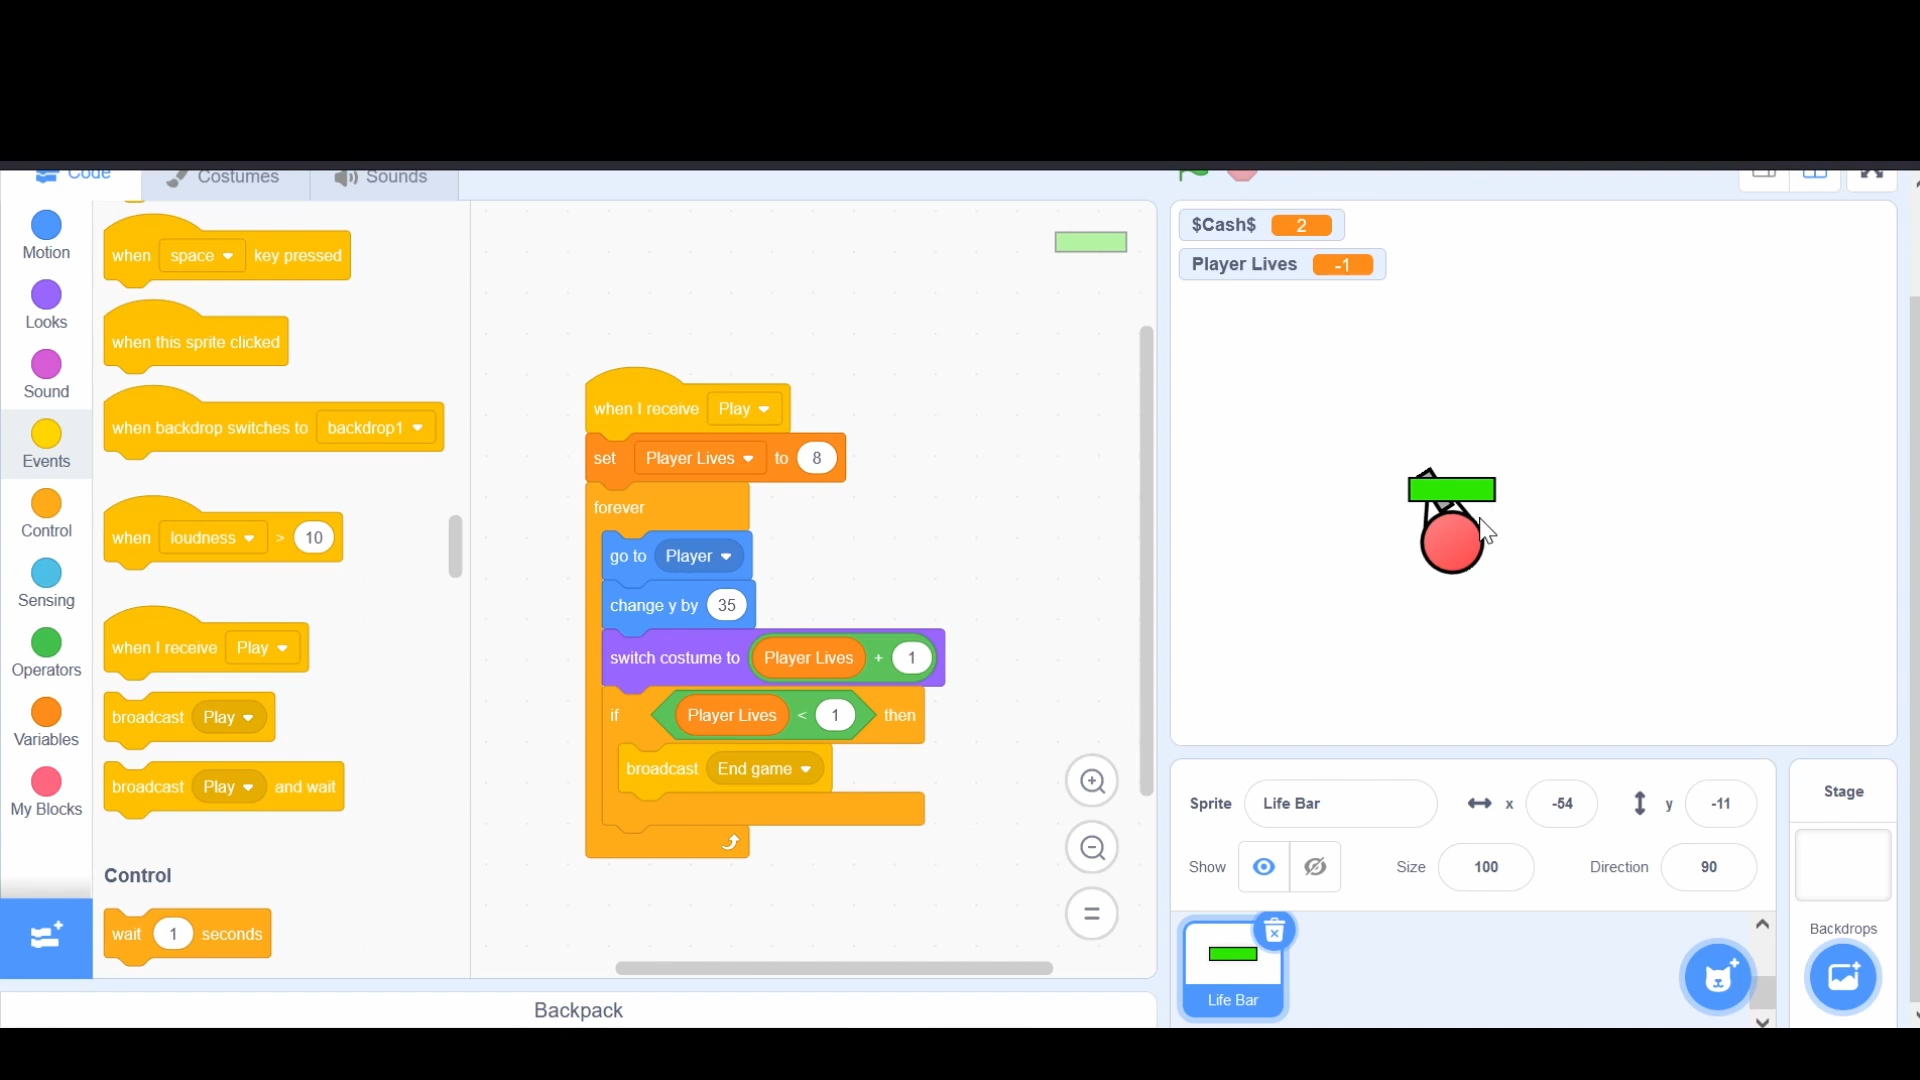 Code
Costumes
Sounds
Motion
Looks
Sound
Events
Control
Sensing
Operators
Variables
My Blocks
when space key pressed
when this sprite clicked
when backdrop switches to backdrop1
when loudness > 10
when I receive Play
broadcast Play
broadcast Play and wait
Control
wait 1 seconds
when I receive Play
set Player Lives to 8
forever
go to Player
change y by 35
switch costume to Player Lives + 1
if Player Lives < 1 then
broadcast End game
Backpack
$Cash$ 2
Player Lives -1
Sprite Life Bar x -54 y -11
Show Size 100 Direction 90
Life Bar
Stage
Backdrops